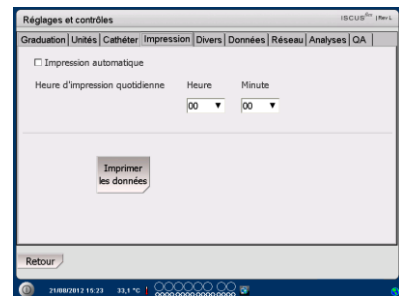 Réglages et contrôles
ISCUS
Graduation Unités Cathéter Impression Divers Données Réseau Analyses QA
Impression automatique
Heure d'impression quotidienne Heure Minute
00 00
Imprimer
les données
Retour
21/08/2012 15:23 33,1 °C